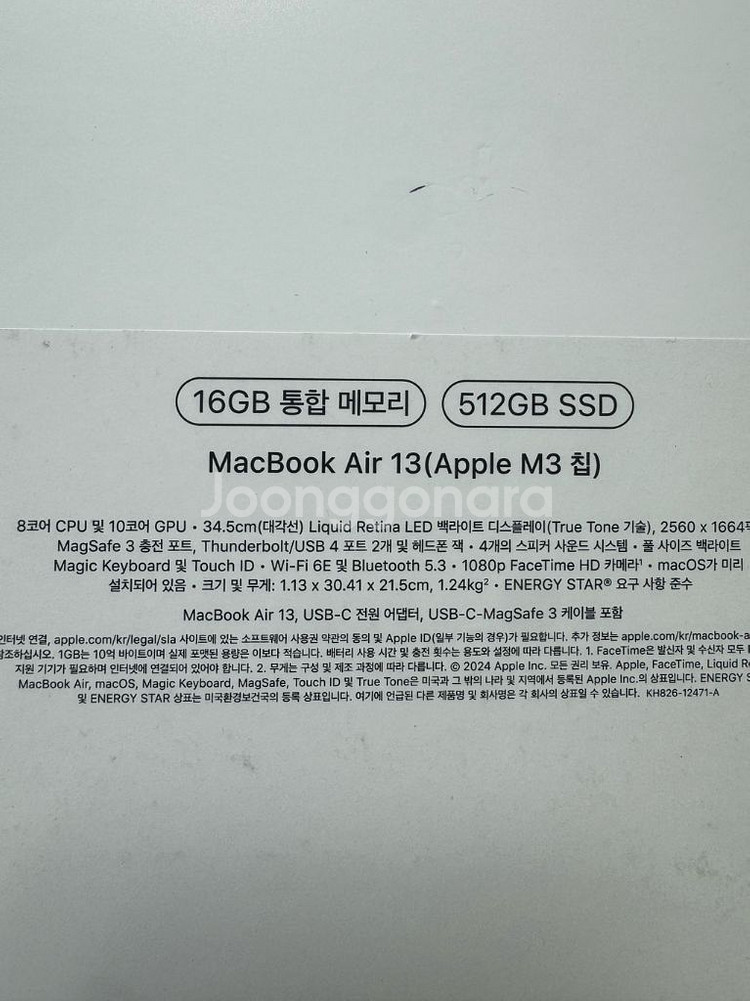 16GB 통합 메모리 512GB SSD
MacBook Air 13(Apple M3 칩)
Joonggonara
8코어 CPU 및 10코어 GPU • 34.5cm(대각선) Liquid Retina LED 백라이트 디스플레이(True Tone 기술), 2560 x 1664
MagSafe 3 충전 포트, Thunderbolt/USB 4 포트 2개 및 헤드폰 잭 • 4개의 스피커 사운드 시스템 • 풀 사이즈 백라이트
Magic Keyboard 및 Touch ID • Wi-Fi 6E 및 Bluetooth 5.3 • 1080p FaceTime HD 카메라¹ • macOS가 미리
설치되어 있음 • 크기 및 무게: 1.13 x 30.41 x 21.5cm, 1.24kg² • ENERGY STAR® 요구 사항 준수
MacBook Air 13, USB-C 전원 어댑터, USB-C-MagSafe 3 케이블 포함
인터넷 연결, apple.com/kr/legal/sla 사이트에 있는 소프트웨어 사용권 약관의 동의 및 Apple ID(일부 기능의 경우)가 필요합니다. 추가 정보는 apple.com/kr/macbook-a
참조하십시오. 1GB는 10억 바이트이며 실제 포맷된 용량은 이보다 적습니다. 배터리 사용 시간 및 충전 횟수는 용도와 설정에 따라 다릅니다. 1. FaceTime은 발신자 및 수신자 모두
지원 기기가 필요하며 인터넷에 연결되어 있어야 합니다. 2. 무게는 구성 및 제조 과정에 따라 다릅니다. © 2024 Apple Inc. 모든 권리 보유. Apple, FaceTime, Liquid
MacBook Air, macOS, Magic Keyboard, MagSafe, Touch ID 및 True Tone은 미국과 그 밖의 나라 및 지역에서 등록된 Apple Inc.의 상표입니다. ENERGY
및 ENERGY STAR 상표는 미국환경보건국의 등록 상표입니다. 여기에 언급된 다른 제품명 및 회사명은 각 회사의 상표일 수 있습니다. KH826-12471-A